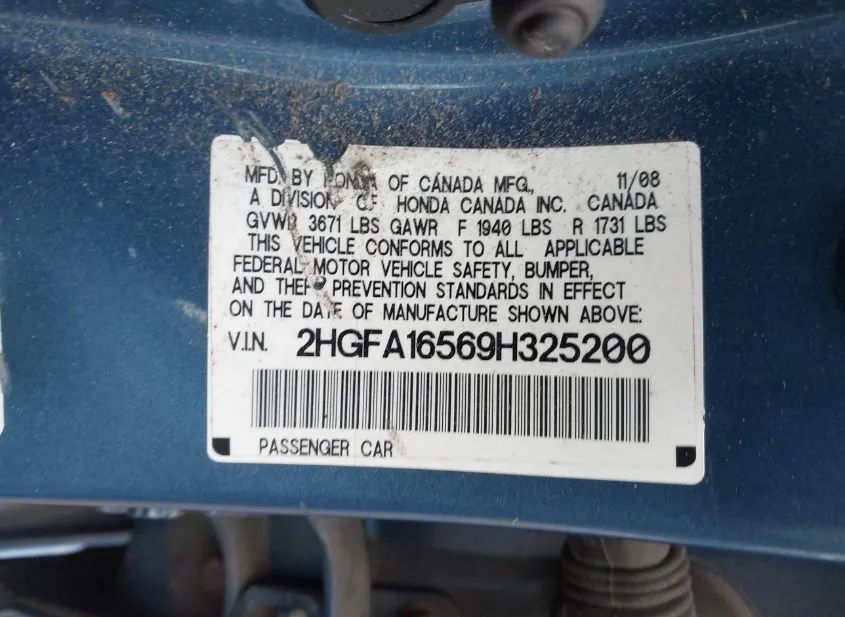 MFD. BY HONDA OF CANADA MFG., 11/08
A DIVISION OF HONDA CANADA INC. CANADA
GVWR 3671 LBS GAWR F 1940 LBS R 1731 LBS
THIS VEHICLE CONFORMS TO ALL APPLICABLE
FEDERAL MOTOR VEHICLE SAFETY, BUMPER,
AND THEFT PREVENTION STANDARDS IN EFFECT
ON THE DATE OF MANUFACTURE SHOWN ABOVE:
V.I.N. 2HGFA16569H325200
PASSENGER CAR